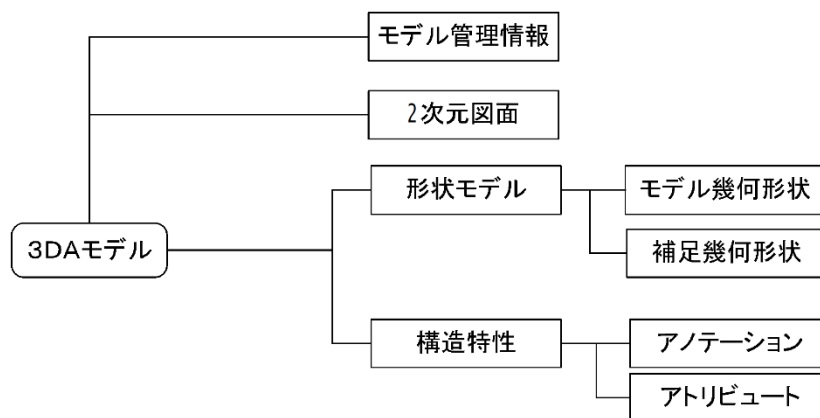 モデル管理情報
2次元図面
形状モデル
モデル幾何形状
補足幾何形状
3DAモデル
構造特性
アノテーション
アトリビュート